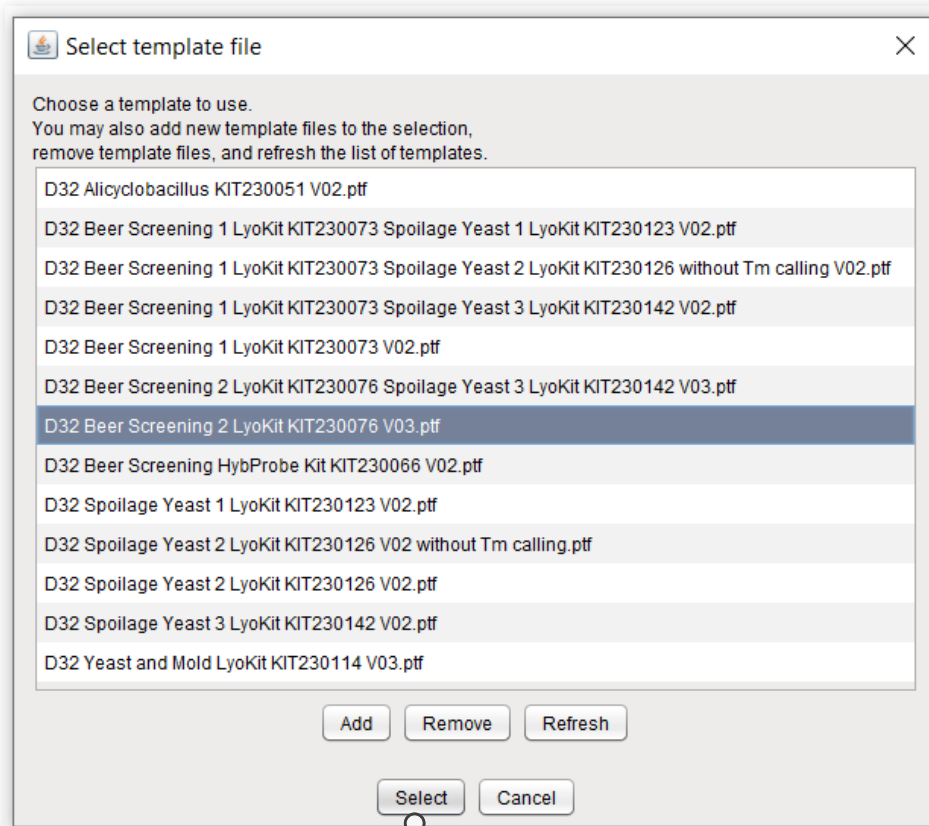 Select template file
Choose a template to use.
You may also add new template files to the selection,
remove template files, and refresh the list of templates.
D32 Alicyclobacillus KIT230051 V02.ptf
D32 Beer Screening 1 LyoKit KIT230073 Spoilage Yeast 1 LyoKit KIT230123 V02.ptf
D32 Beer Screening 1 LyoKit KIT230073 Spoilage Yeast 2 LyoKit KIT230126 without Tm calling V02.ptf
D32 Beer Screening 1 LyoKit KIT230073 Spoilage Yeast 3 LyoKit KIT230142 V02.ptf
D32 Beer Screening 1 LyoKit KIT230073 V02.ptf
D32 Beer Screening 2 LyoKit KIT230076 Spoilage Yeast 3 LyoKit KIT230142 V03.ptf
D32 Beer Screening 2 LyoKit KIT230076 V03.ptf
D32 Beer Screening HybProbe Kit KIT230066 V02.ptf
D32 Spoilage Yeast 1 LyoKit KIT230123 V02.ptf
D32 Spoilage Yeast 2 LyoKit KIT230126 V02 without Tm calling.ptf
D32 Spoilage Yeast 2 LyoKit KIT230126 V02.ptf
D32 Spoilage Yeast 3 LyoKit KIT230142 V02.ptf
D32 Yeast and Mold LyoKit KIT230114 V03.ptf
Add Remove Refresh
Select Cancel